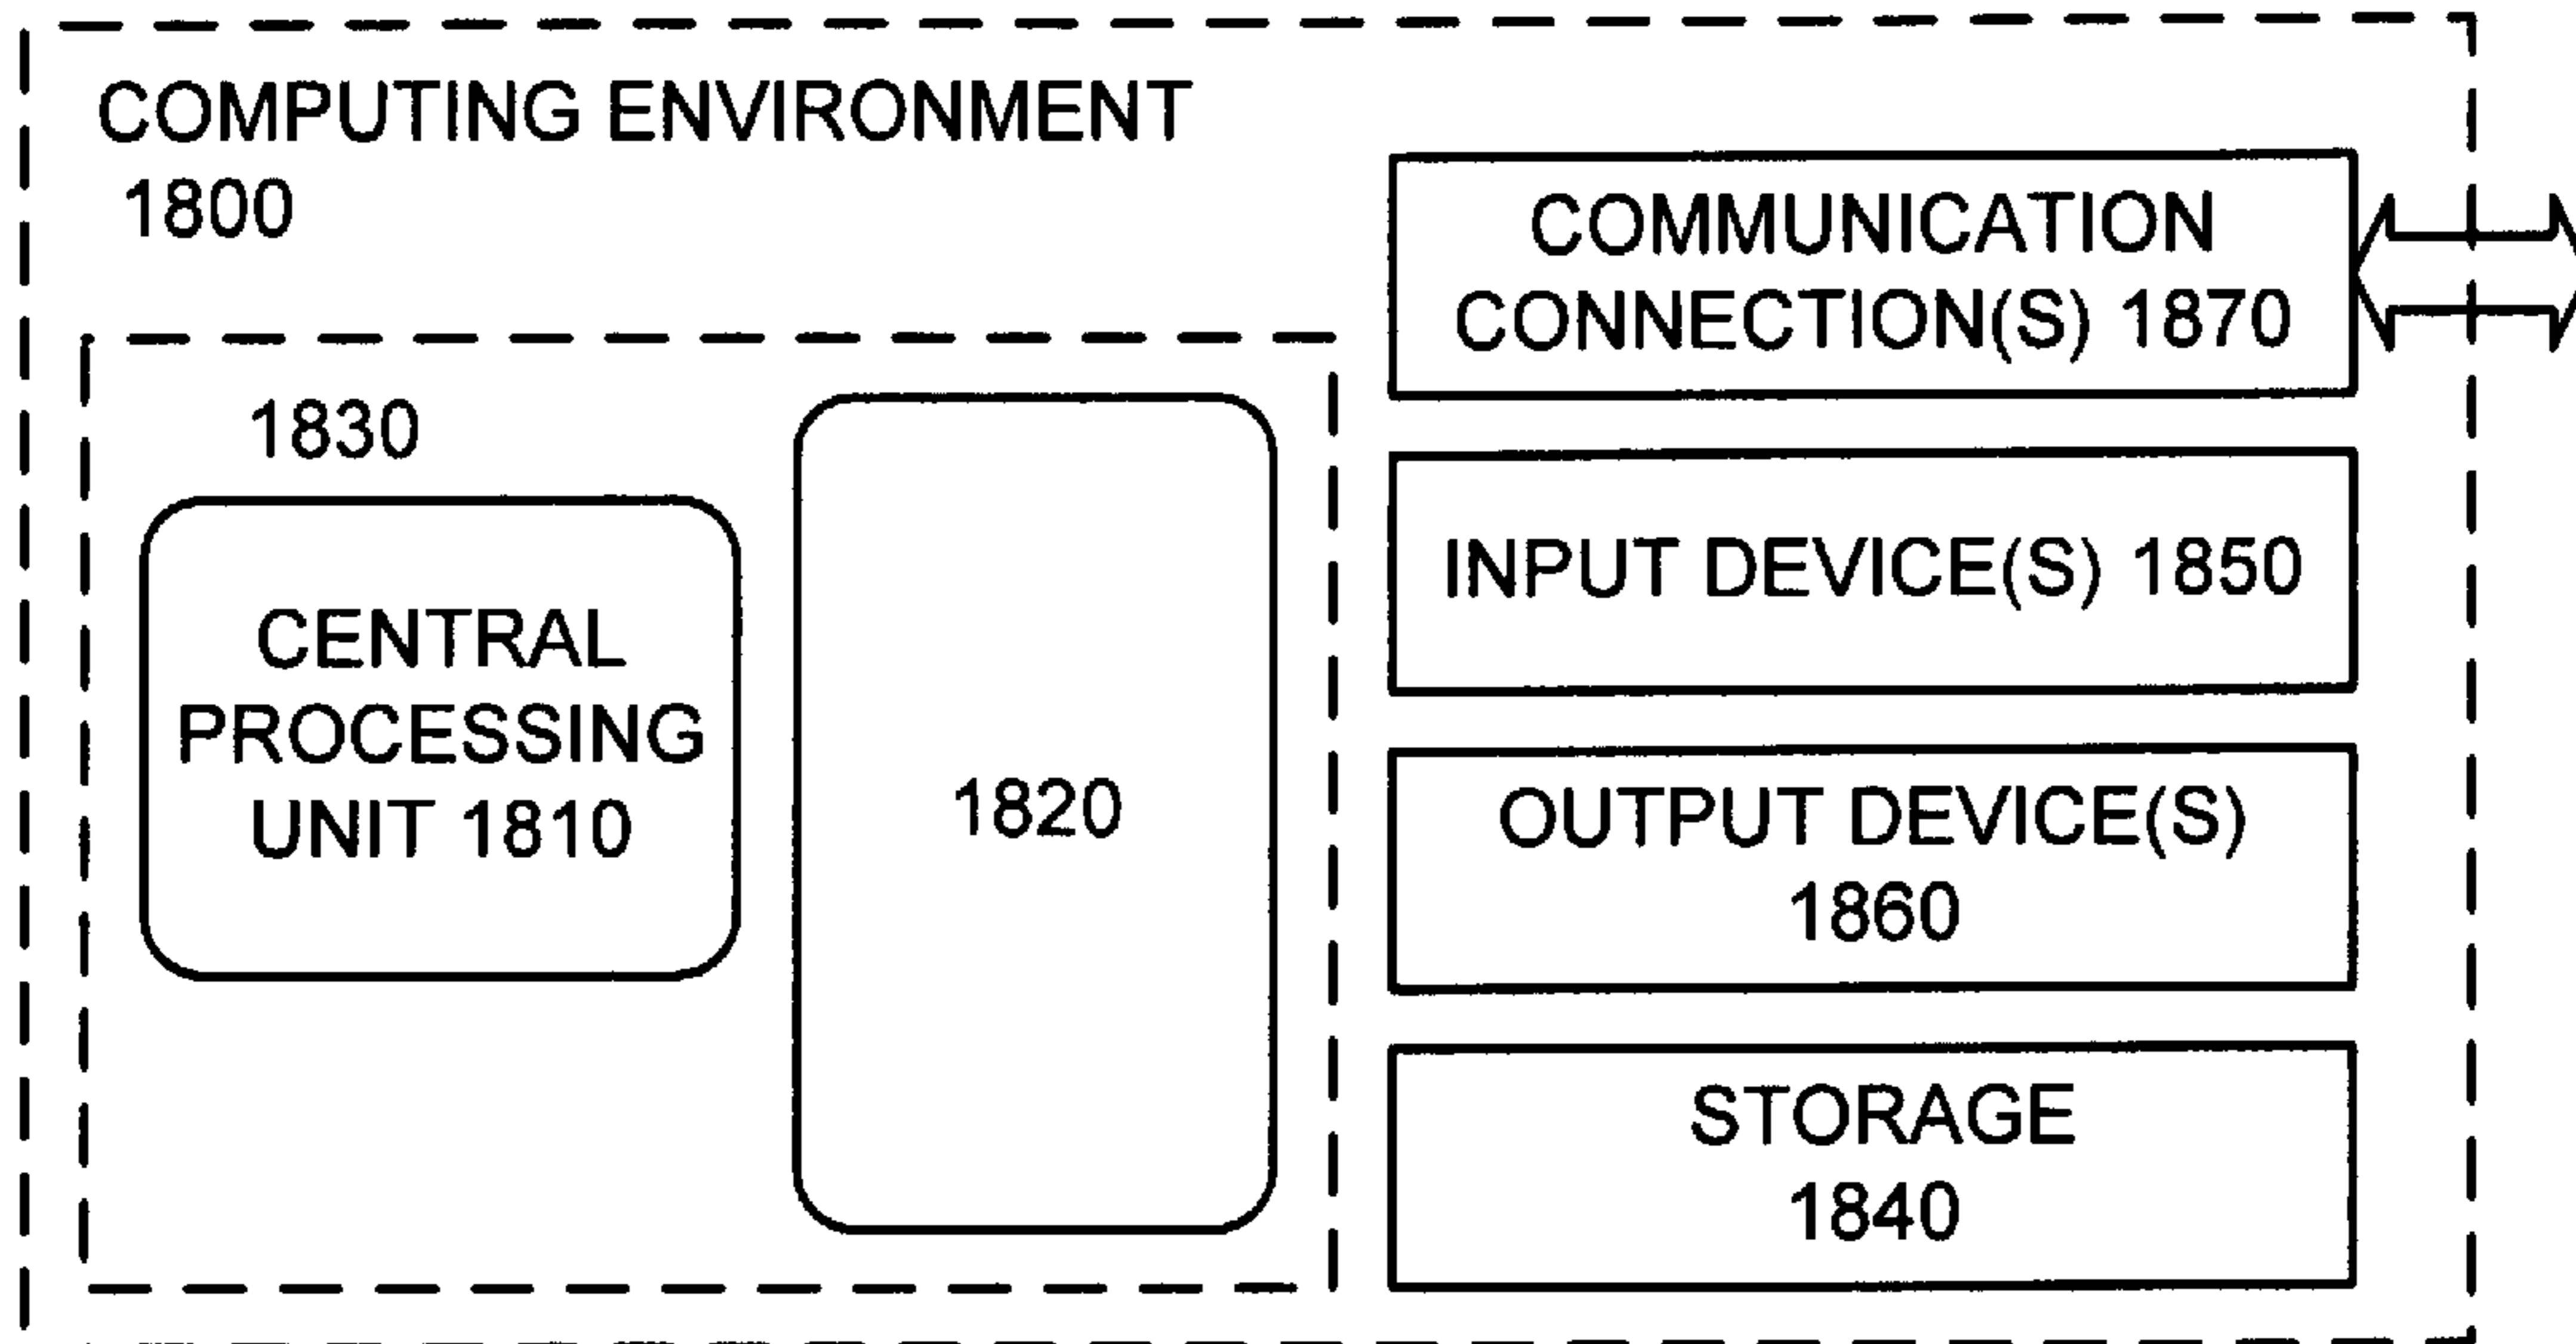 COMPUTING ENVIRONMENT
1800
COMMUNICATION
CONNECTION(S) 1870
1830
INPUT DEVICE(S) 1850
CENTRAL
PROCESSING
UNIT 1810
1820
OUTPUT DEVICE(S)
1860
STORAGE
1840